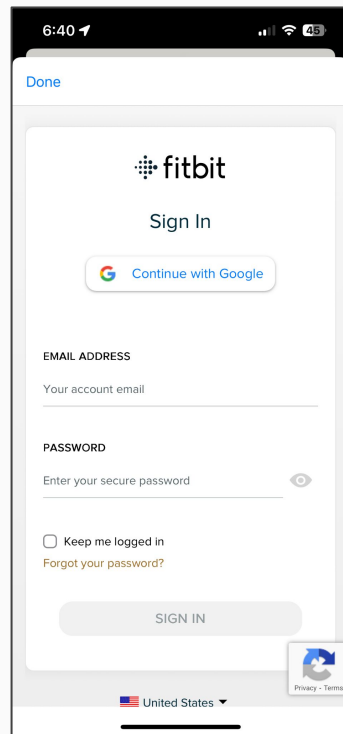 6:40
45
Done
fitbit
Sign In
Continue with Google
EMAIL ADDRESS
Your account email
PASSWORD
Enter your secure password
Keep me logged in
Forgot your password?
SIGN IN
Privacy - Terms
United States